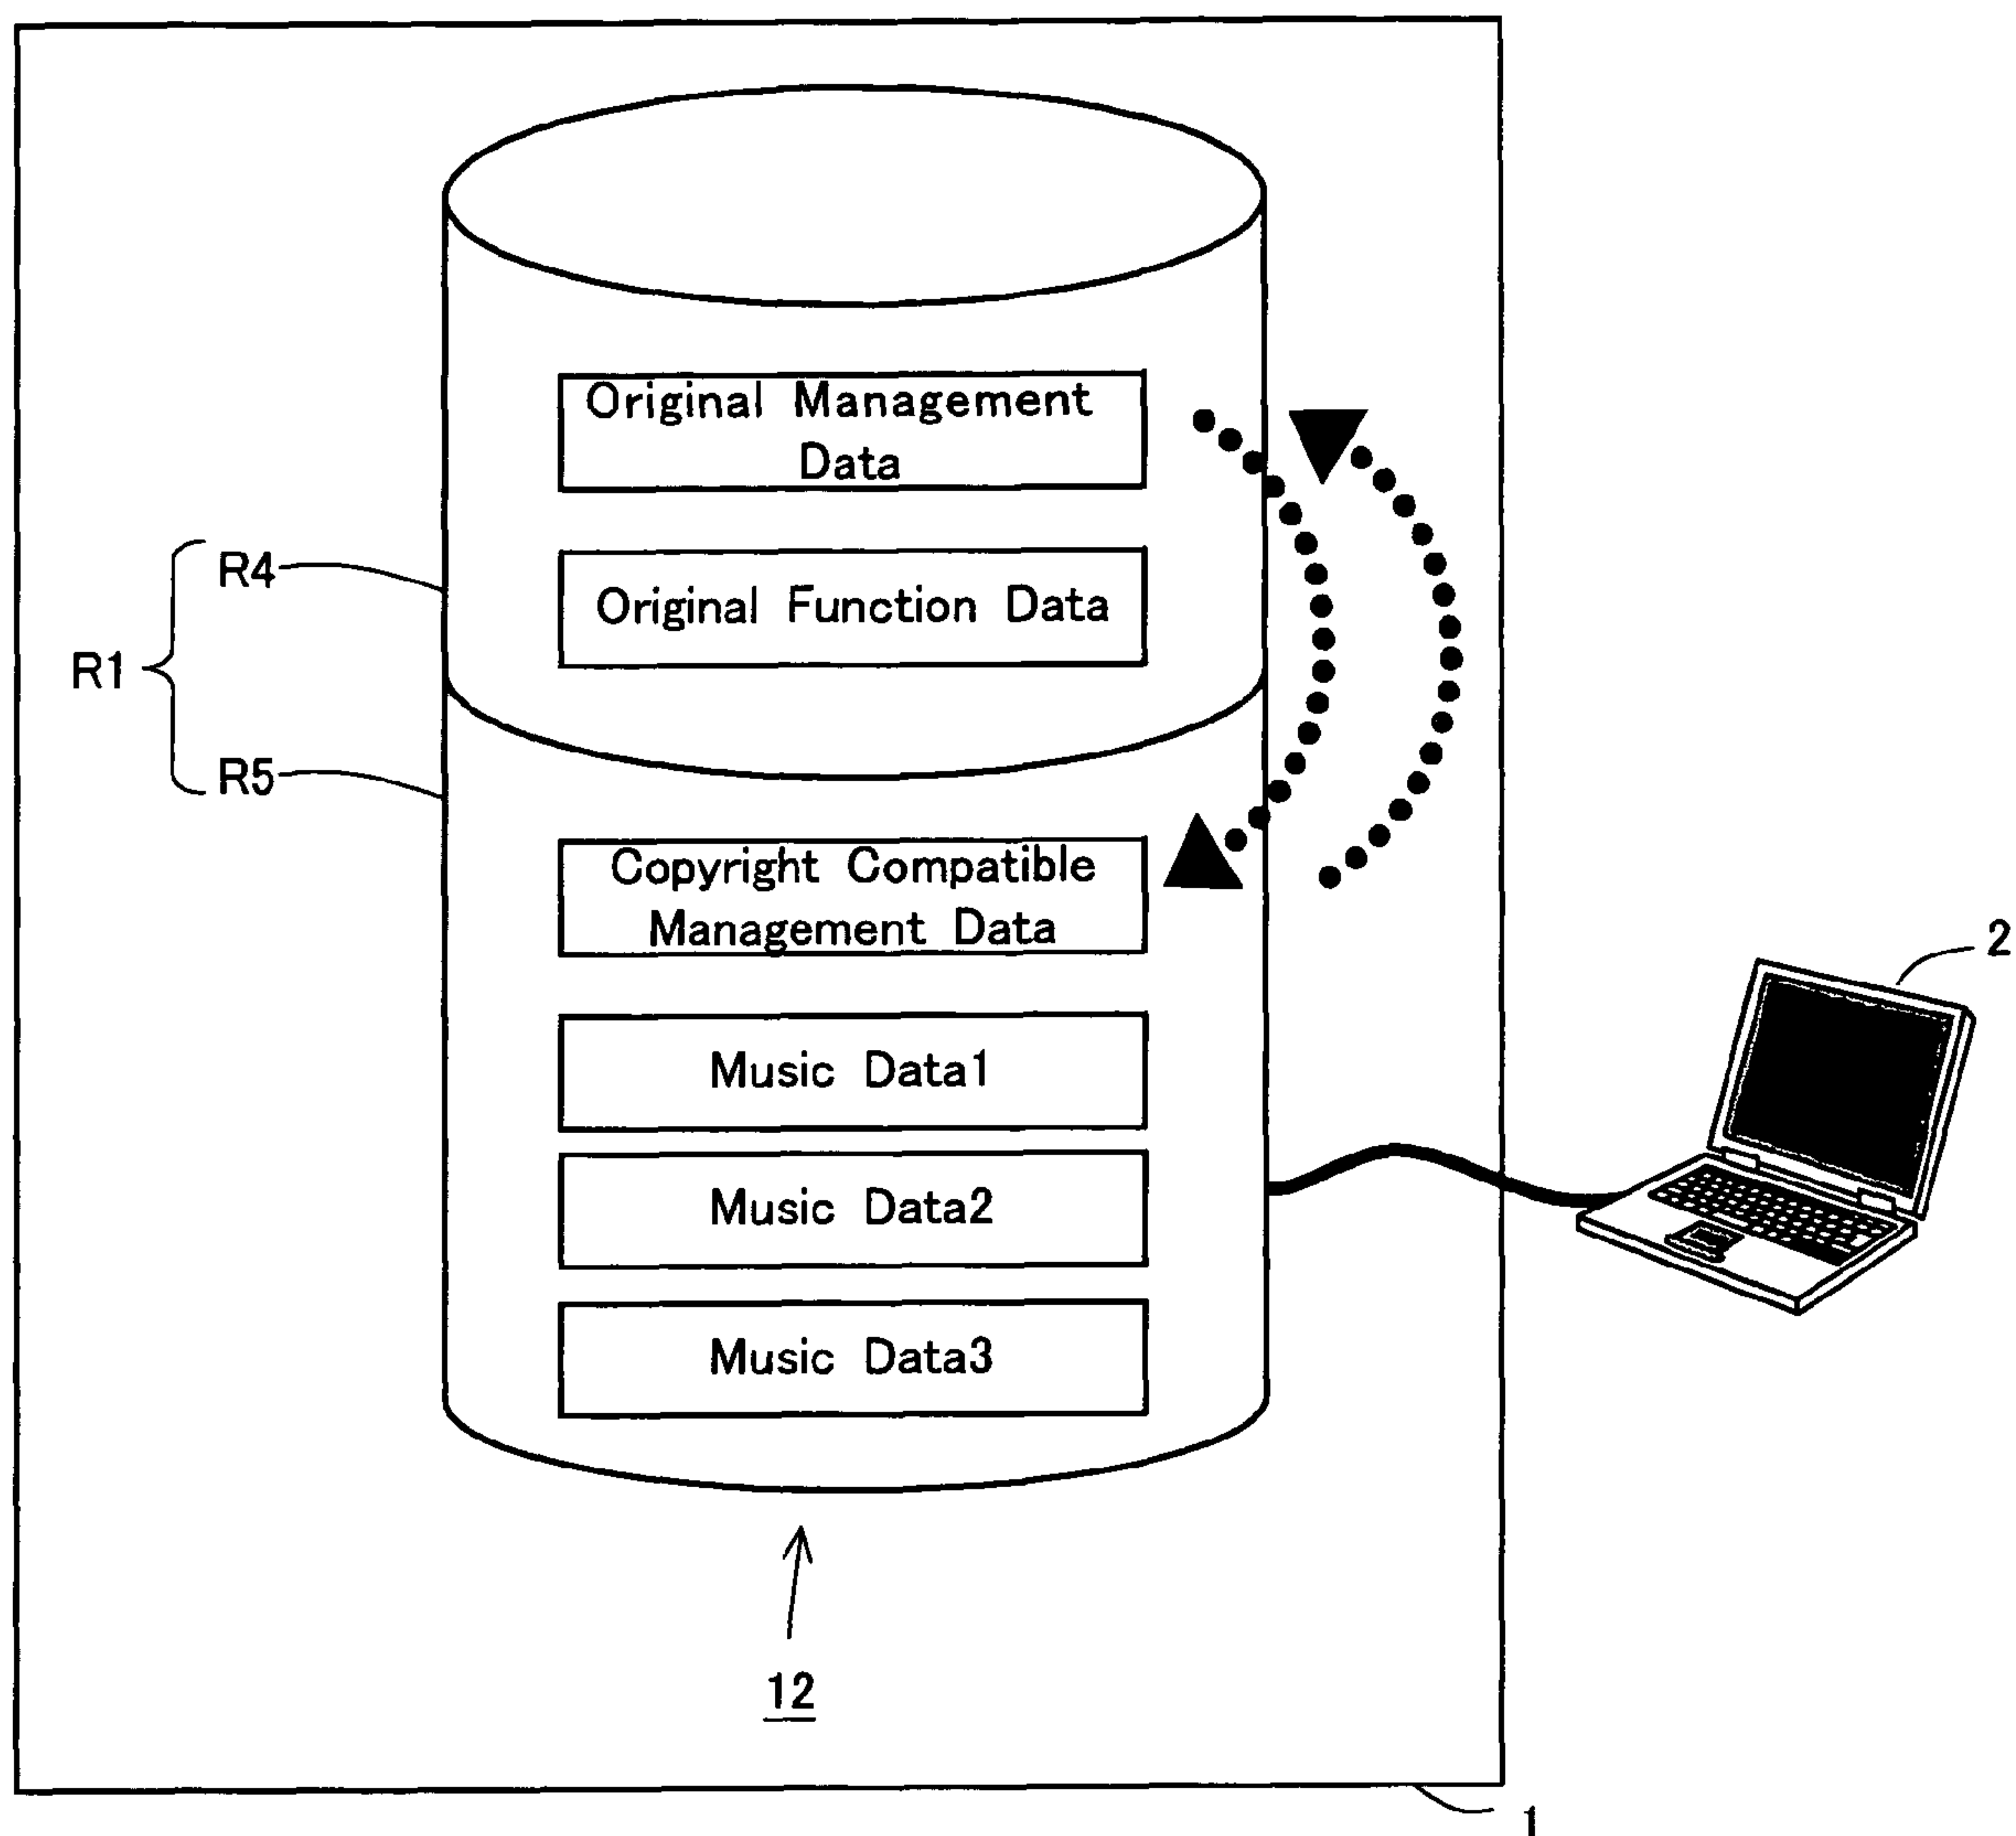 Original Management
Data
R4
Original Function Data
R1
R5
Copyright Compatible
Management Data
2
Music Data1
Music Data2
Music Data3
12
1